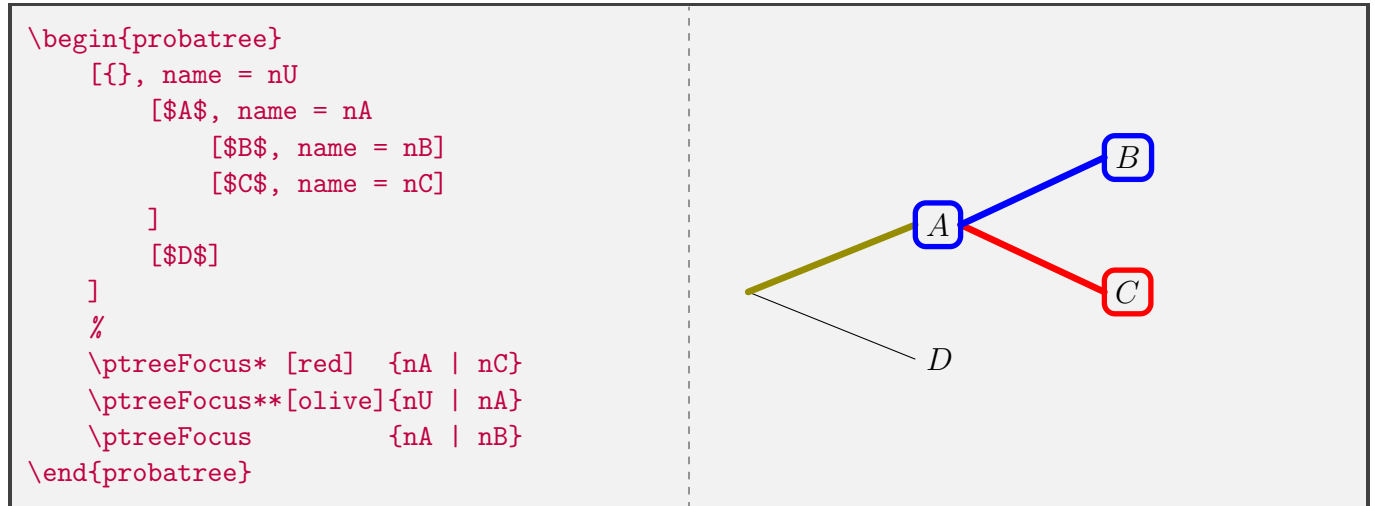 \begin{probatree}
    [{}, name = nU
        [$A$, name = nA
            [$B$, name = nB]
            [$C$, name = nC]
        ]
        [$D$]
    ]
    %
    \ptreeFocus* [red]  {nA | nC}
    \ptreeFocus**[olive]{nU | nA}
    \ptreeFocus         {nA | nB}
\end{probatree}
B
A
C
D